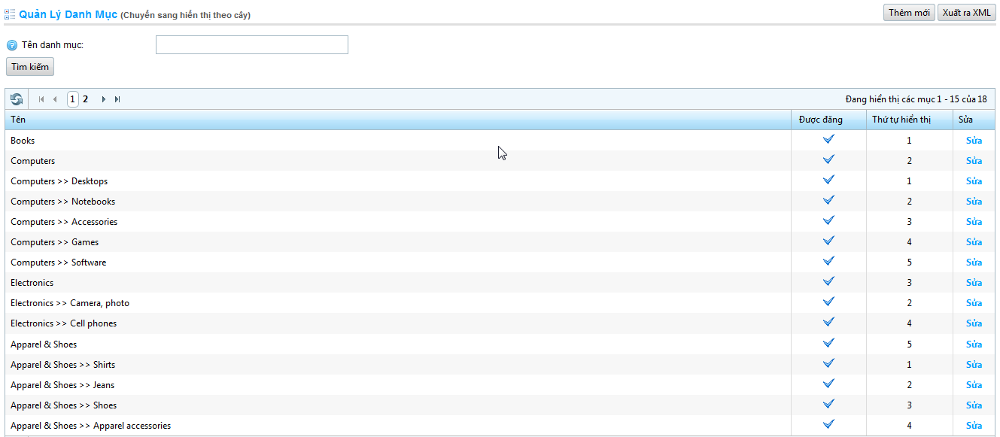 Quản Lý Danh Mục (Chuyển sang hiển thị theo cây) Thêm mới Xuất ra XML
Tên danh mục:
Tìm kiếm
1 2 Đang hiển thị các mục 1 - 15 của 18
Tên Được đăng Thứ tự hiển thị Sửa
Books 1 Sửa
Computers 2 Sửa
Computers >> Desktops 1 Sửa
Computers >> Notebooks 2 Sửa
Computers >> Accessories 3 Sửa
Computers >> Games 4 Sửa
Computers >> Software 5 Sửa
Electronics 3 Sửa
Electronics >> Camera, photo 2 Sửa
Electronics >> Cell phones 4 Sửa
Apparel & Shoes 5 Sửa
Apparel & Shoes >> Shirts 1 Sửa
Apparel & Shoes >> Jeans 2 Sửa
Apparel & Shoes >> Shoes 3 Sửa
Apparel & Shoes >> Apparel accessories 4 Sửa